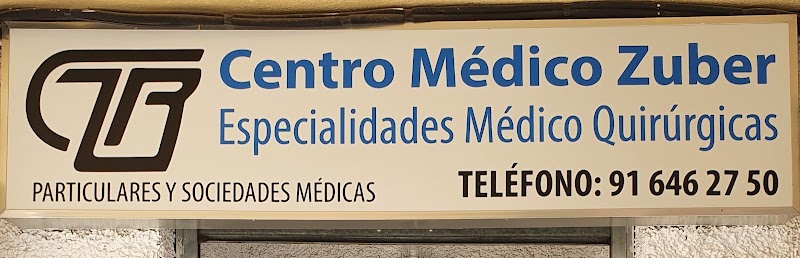 Centro Médico Zuber
Especialidades Médico Quirúrgicas
PARTICULARES Y SOCIEDADES MÉDICAS
TELÉFONO: 91 646 27 50